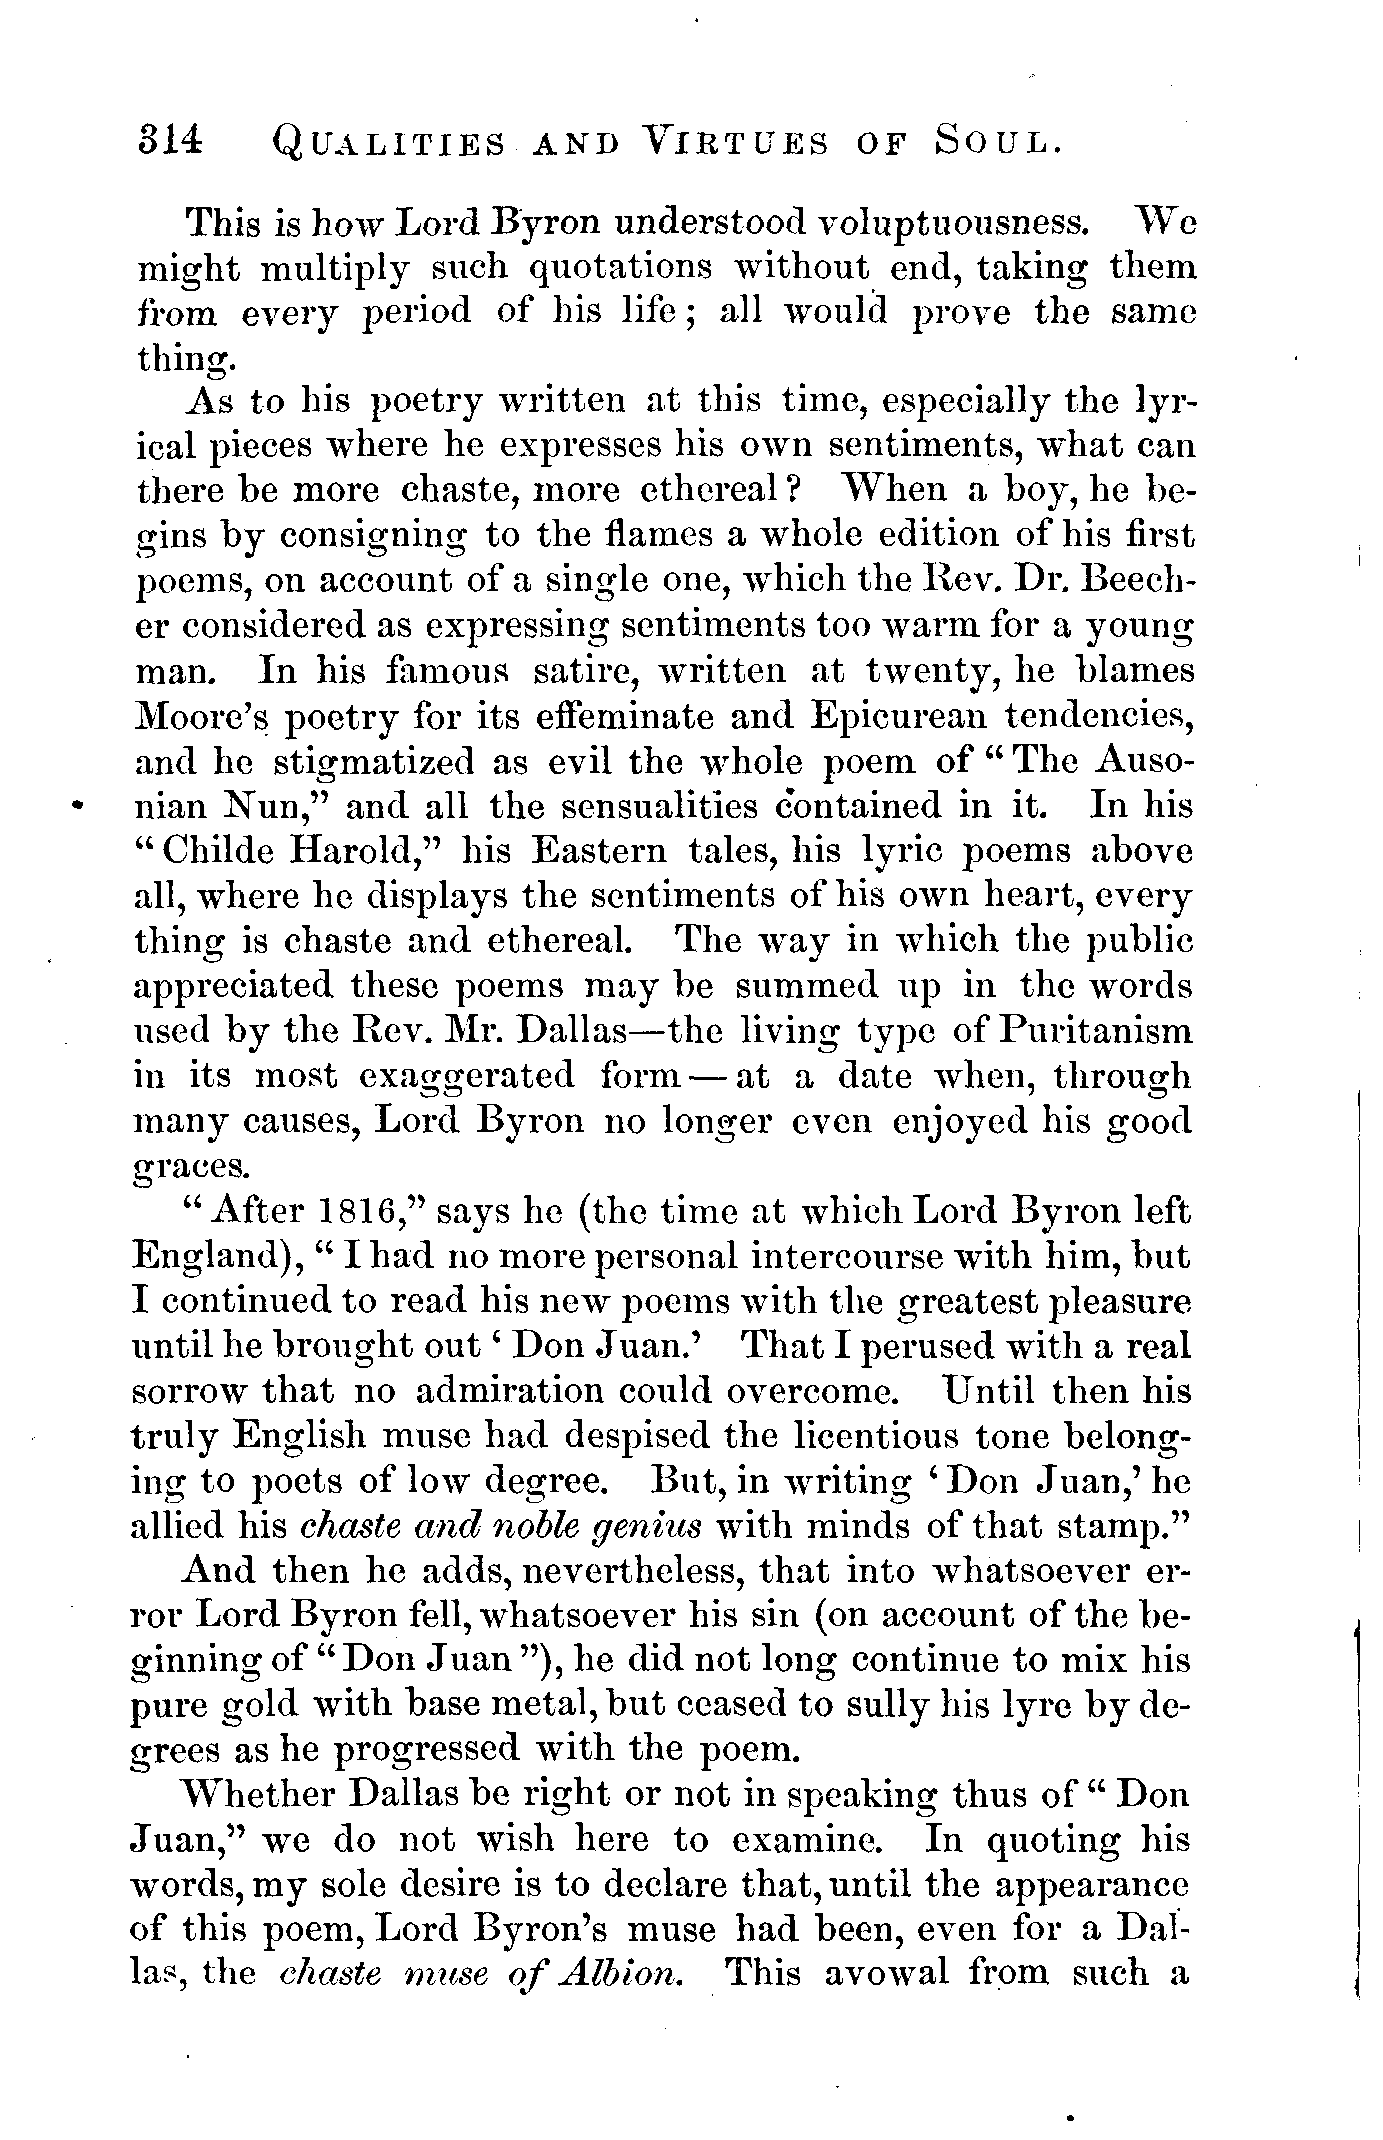 314 QUALITIES AND VIRTUES OF SOUL.
This is how Lord Byron understood voluptuousness. We
might multiply such quotations without end, taking them
from every period of his life; all would prove the same
thing.
As to his poetry written at this time, especially the lyr-
ical pieces where he expresses his own sentiments, what can
there be more chaste, more ethereal? When a boy, he be-
gins by consigning to the flames a whole edition of his first
poems, on account of a single one, which the Rev. Dr. Beech-
er considered as expressing sentiments too warm for a young
man. In his famous satire, written at twenty, he blames
Moore's poetry for its effeminate and Epicurean tendencies,
and he stigmatized as evil the whole poem of "The Auso-
nian Nun," and all the sensualities contained in it. In his
"Childe Harold," his Eastern tales, his lyric poems above
all, where he displays the sentiments of his own heart, every
thing is chaste and ethereal. The way in which the public
appreciated these poems may be summed up in the words
used by the Rev. Mr. Dallas—the living type of Puritanism
in its most exaggerated form—at a date when, through
many causes, Lord Byron no longer even enjoyed his good
graces.
"After 1816," says he (the time at which Lord Byron left
England), "I had no more personal intercourse with him, but
I continued to read his new poems with the greatest pleasure
until he brought out 'Don Juan.' That I perused with a real
sorrow that no admiration could overcome. Until then his
truly English muse had despised the licentious tone belong-
ing to poets of low degree. But, in writing 'Don Juan,' he
allied his chaste and noble genius with minds of that stamp."
And then he adds, nevertheless, that into whatsoever er-
ror Lord Byron fell, whatsoever his sin (on account of the be-
ginning of "Don Juan"), he did not long continue to mix his
pure gold with base metal, but ceased to sully his lyre by de-
grees as he progressed with the poem.
Whether Dallas be right or not in speaking thus of "Don
Juan," we do not wish here to examine. In quoting his
words, my sole desire is to declare that, until the appearance
of this poem, Lord Byron's muse had been, even for a Dal-
las, the chaste muse of Albion. This avowal from such a